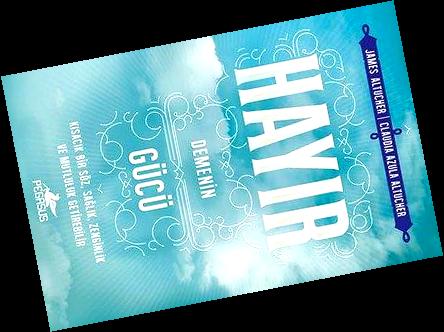 JAMES ALTUCHER | CLAUDIA AZULA ALTUCHER
HAYIR
DEMENİN
GÜCÜ
KISACIK BİR SÖZ, SAĞLIK, ZENGİNLİK
VE MUTLULUK GETİREBİLİR
PEGASUS